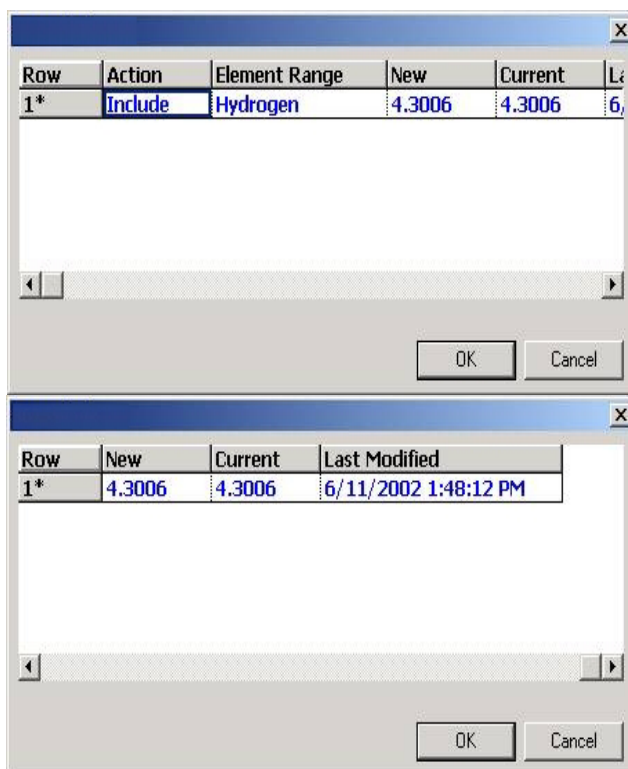 X
Row Action Element Range New Current
1* Include Hydrogen 4.3006 4.3006 6/
OK Cancel
X
Row New Current Last Modified
1* 4.3006 4.3006 6/11/2002 1:48:12 PM
OK Cancel